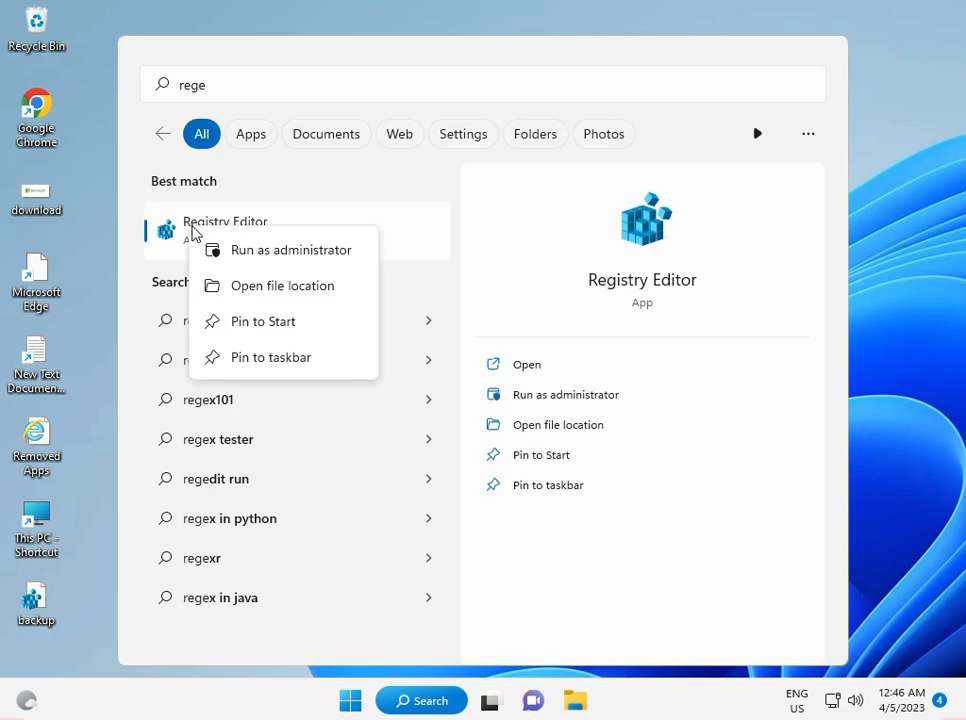 Recycle Bin
Google
Chrome
download
Microsoft
Edge
New Text
Documen...
Removed
Apps
This PC -
Shortcut
backup
rege
All
Apps
Documents
Web
Settings
Folders
Photos
Best match
Registry Editor
Run as administrator
Open file location
Pin to Start
Pin to taskbar
Search
regex101
regex tester
regedit run
regex in python
regexr
regex in java
Registry Editor
App
Open
Run as administrator
Open file location
Pin to Start
Pin to taskbar
Search
ENG
US
12:46 AM
4/5/2023
4